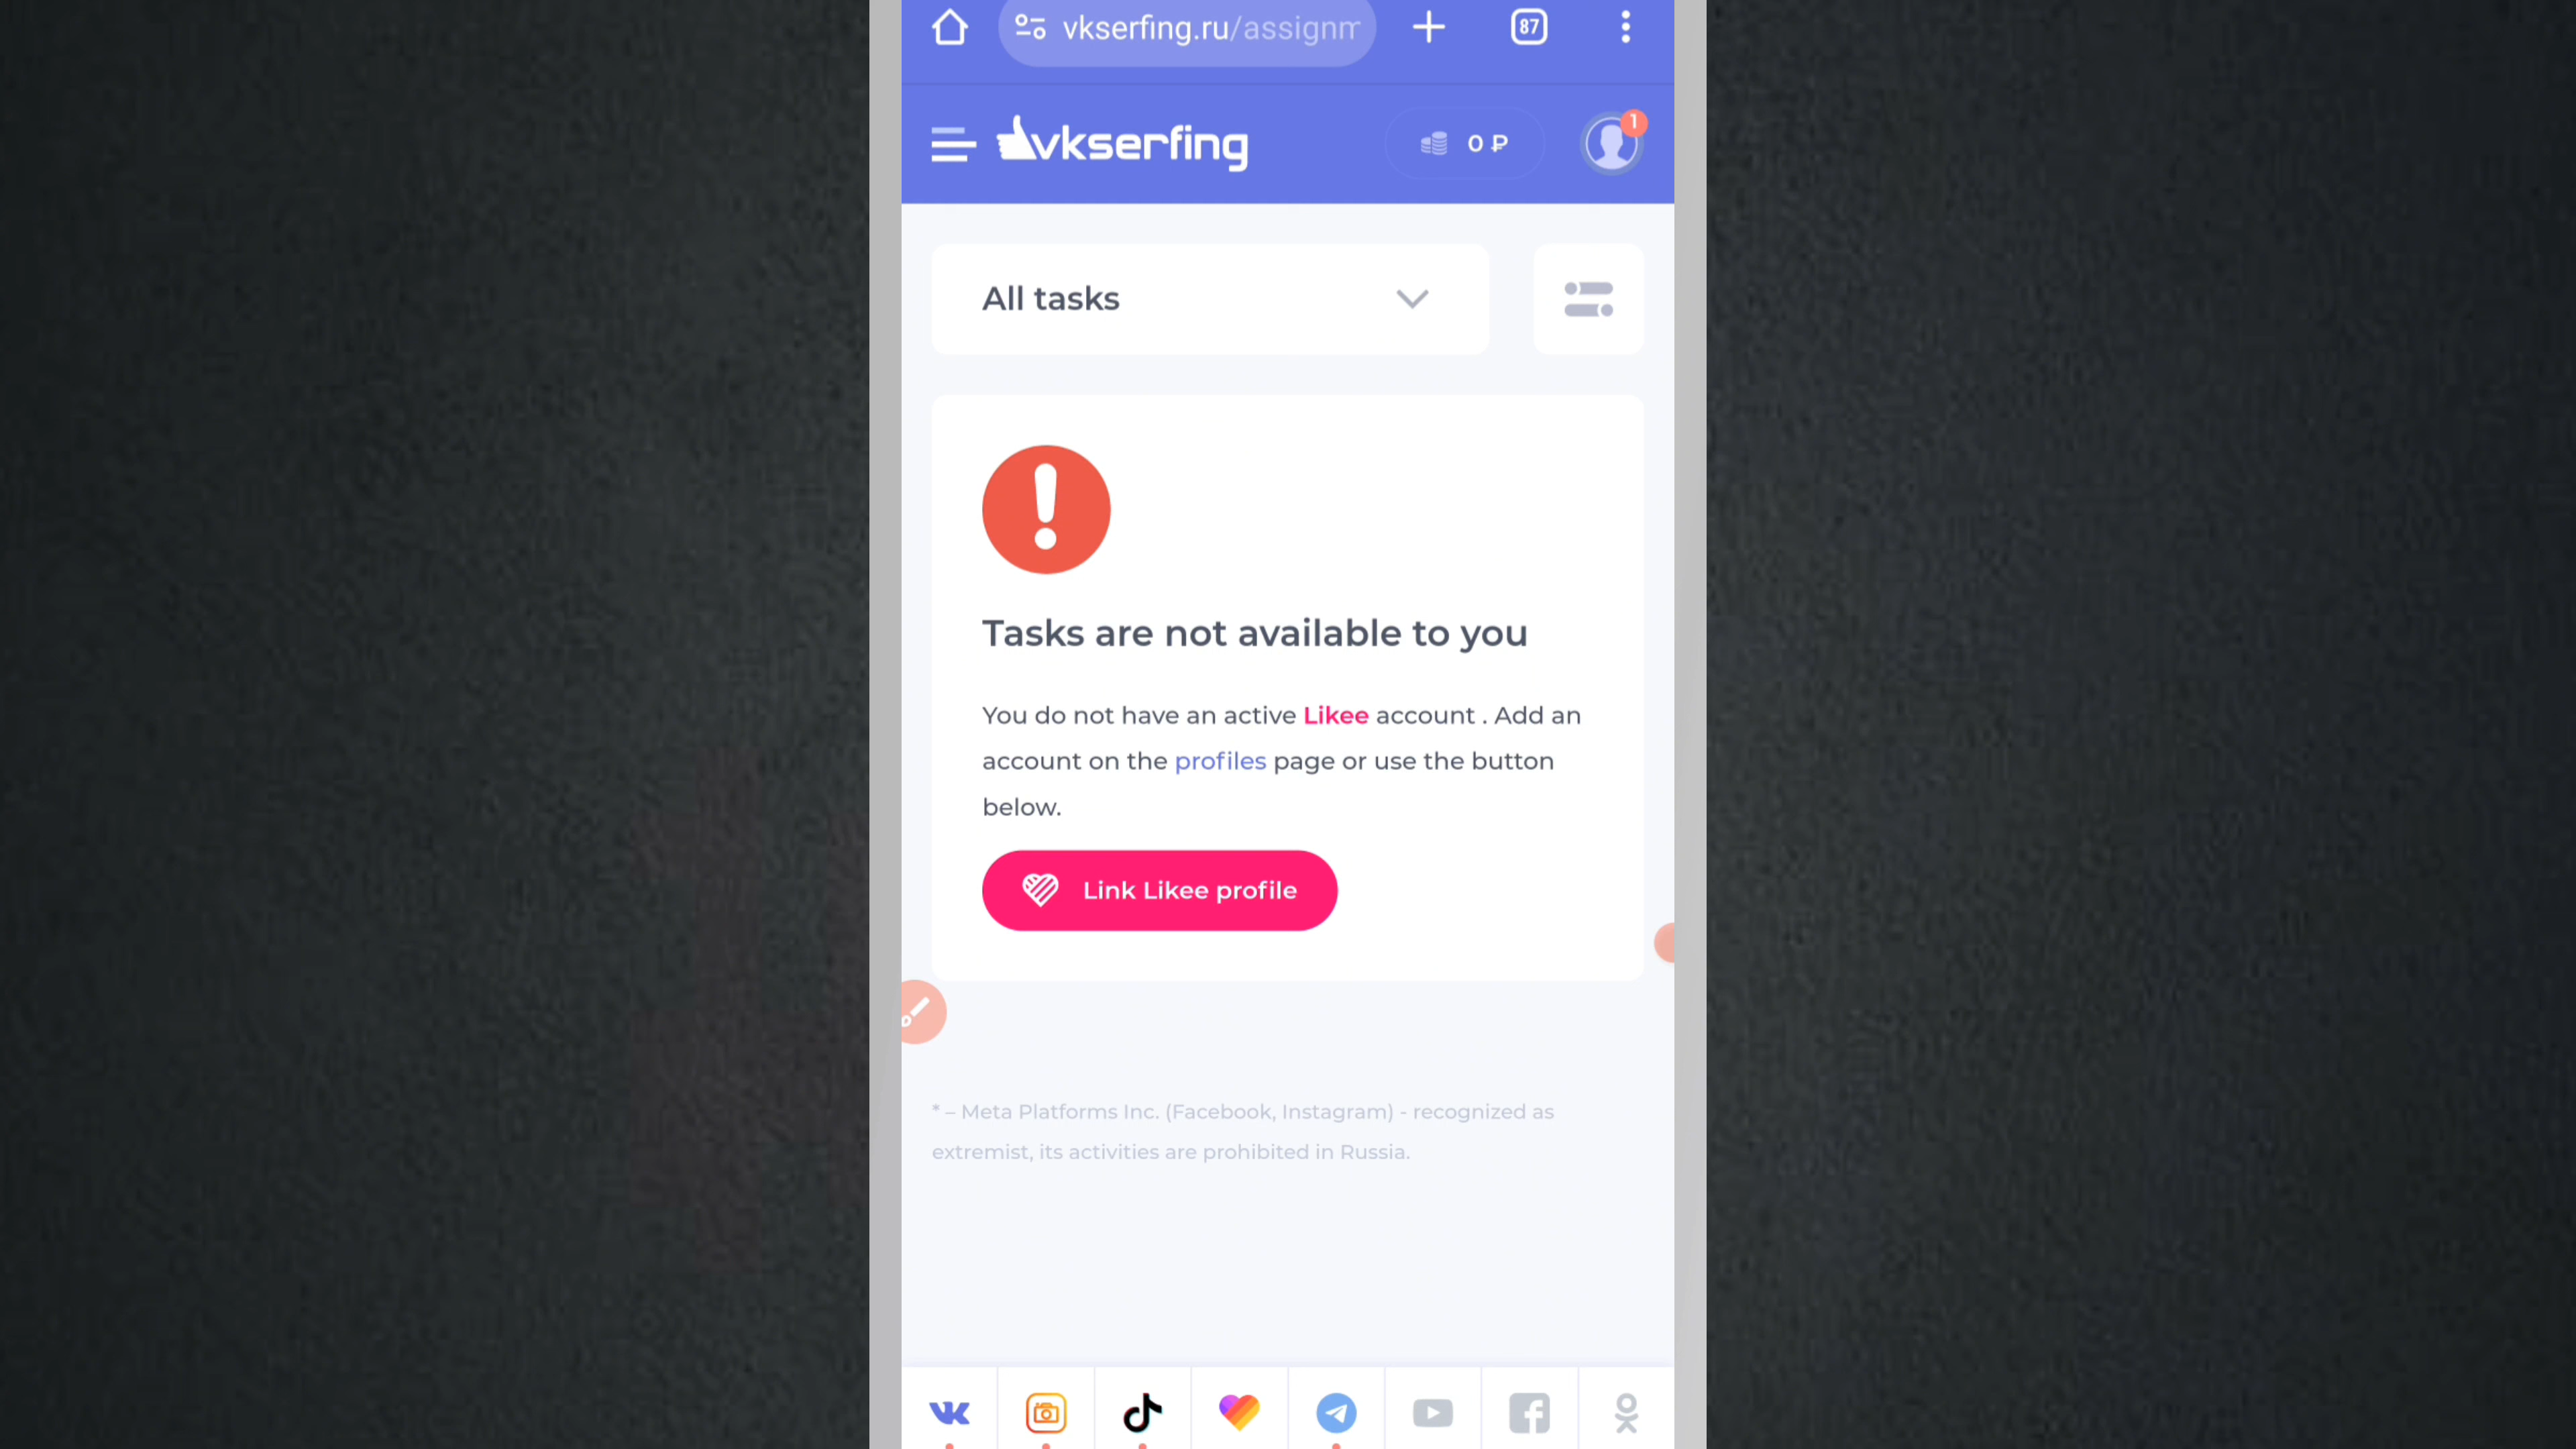 vkserfing.ru/assignm
87
vkserfing
0 ₽
1
All tasks
Tasks are not available to you
You do not have an active Likee account . Add an
account on the profiles page or use the button
below.
Link Likee profile
* – Meta Platforms Inc. (Facebook, Instagram) - recognized as
extremist, its activities are prohibited in Russia.